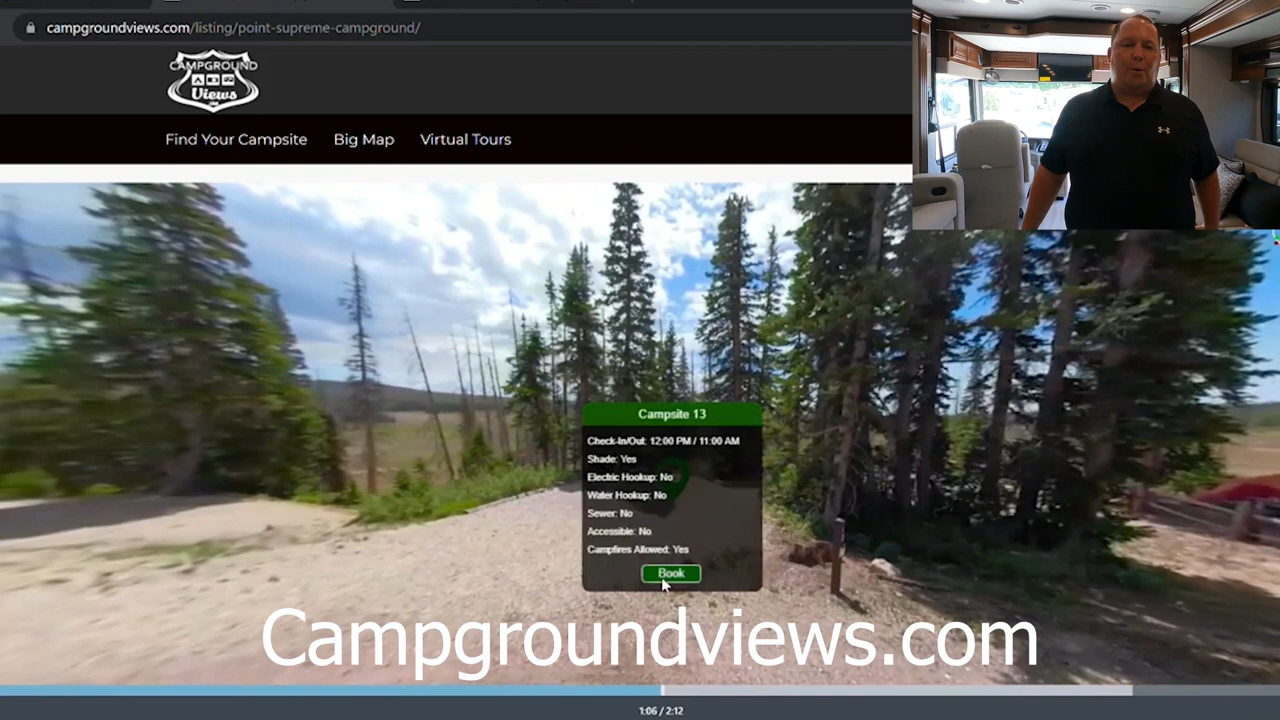 campgroundviews.com/listing/point-supreme-campground/
CAMPGROUND
Views
Find Your Campsite Big Map Virtual Tours
Campsite 13
Check-In/Out: 12:00 PM / 11:00 AM
Shade: Yes
Electric Hookup: No
Water Hookup: No
Sewer: No
Accessible: No
Campfires Allowed: Yes
Book
Campgroundviews.com
1:06 / 2:12